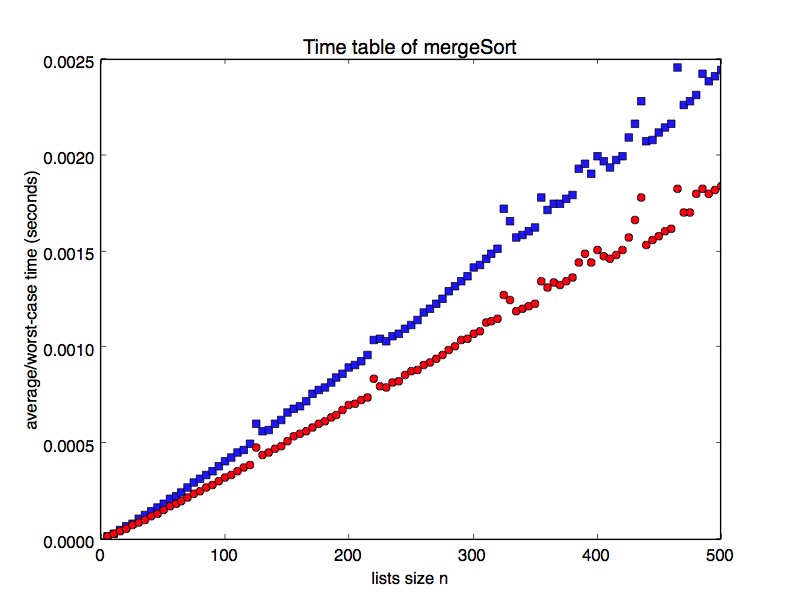 Time table of mergeSort
average/worst-case time (seconds)
0.0025
0.0020
0.0015
0.0010
0.0005
0.0000
0 100 200 300 400 500
lists size n